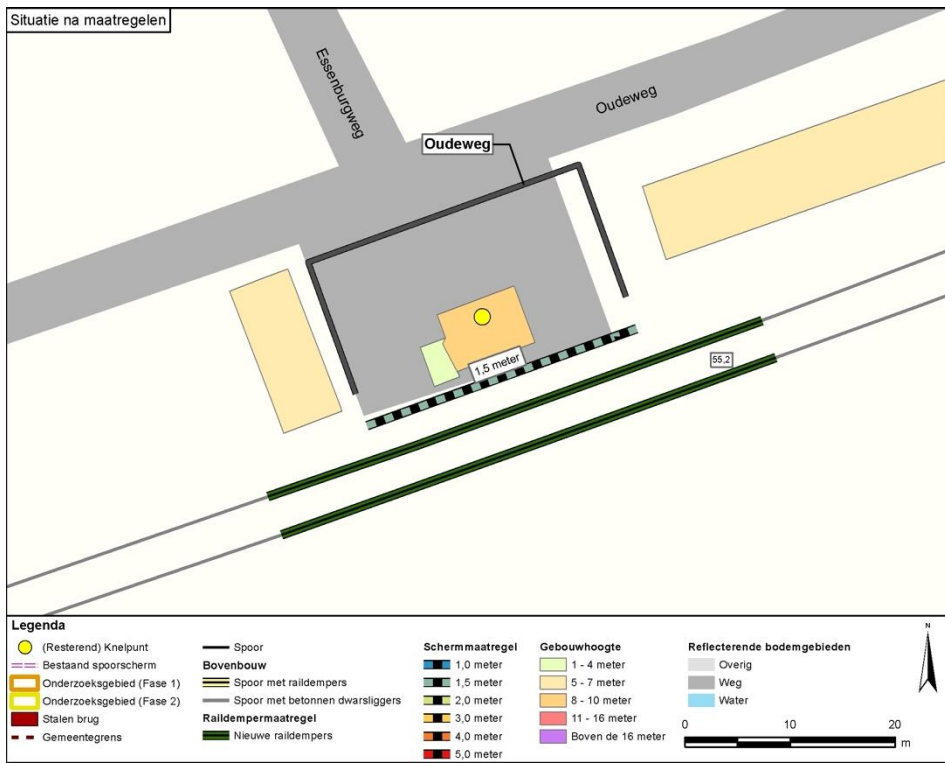 Situatie na maatregelen
Essenburgweg
Oudeweg
Oudeweg
1,5 meter
55,2
Legenda
(Resterend) Knelpunt
Bestaand spoorscherm
Onderzoeksgebied (Fase 1)
Onderzoeksgebied (Fase 2)
Stalen brug
Gemeentegrens
Spoor
Bovenbouw
Spoor met raildempers
Spoor met betonnen dwarsliggers
Raildempermaatregel
Nieuwe raildempers
Schermmaatregel
1,0 meter
1,5 meter
2,0 meter
3,0 meter
4,0 meter
5,0 meter
Gebouwhoogte
1 - 4 meter
5 - 7 meter
8 - 10 meter
11 - 16 meter
Boven de 16 meter
Reflecterende bodemgebieden
Overig
Weg
Water
N
0 10 20
m